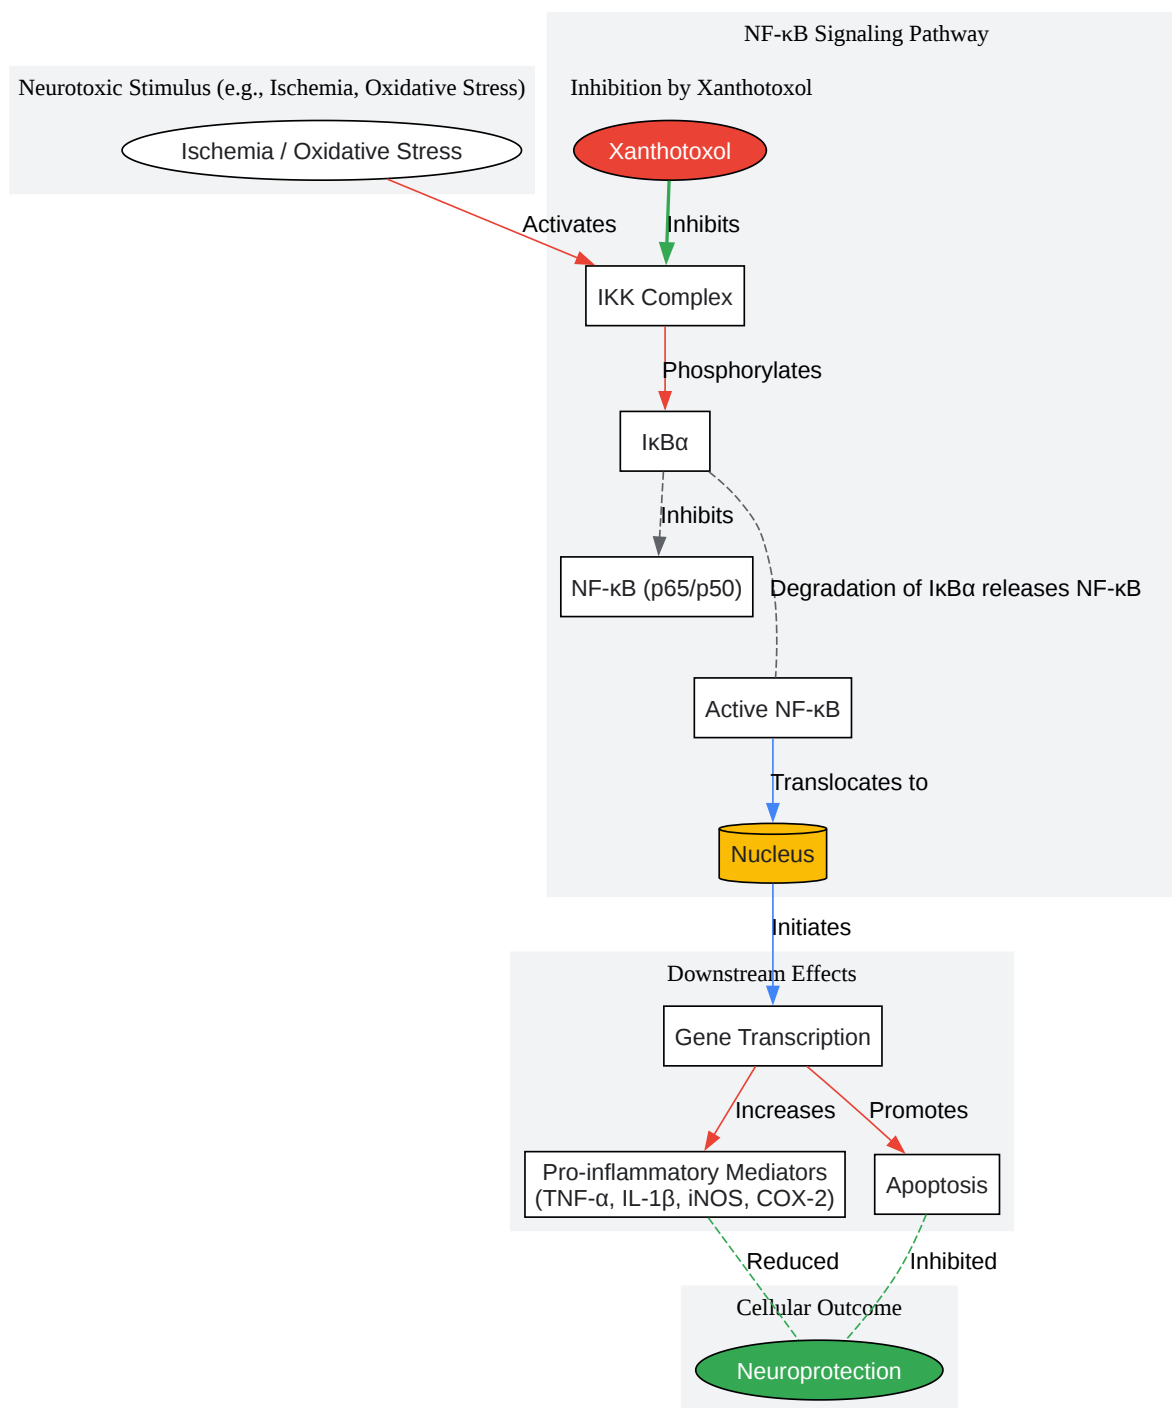 NF-κB Signaling Pathway
Neurotoxic Stimulus (e.g., Ischemia, Oxidative Stress)
Inhibition by Xanthotoxol
Ischemia / Oxidative Stress
Xanthotoxol
Activates
Inhibits
IKK Complex
Phosphorylates
IκBα
Inhibits
NF-κB (p65/p50)
Degradation of IκBα releases NF-κB
Active NF-κB
Translocates to
Nucleus
Initiates
Downstream Effects
Gene Transcription
Increases
Promotes
Pro-inflammatory Mediators
(TNF-α, IL-1β, iNOS, COX-2)
Apoptosis
Reduced
Inhibited
Cellular Outcome
Neuroprotection